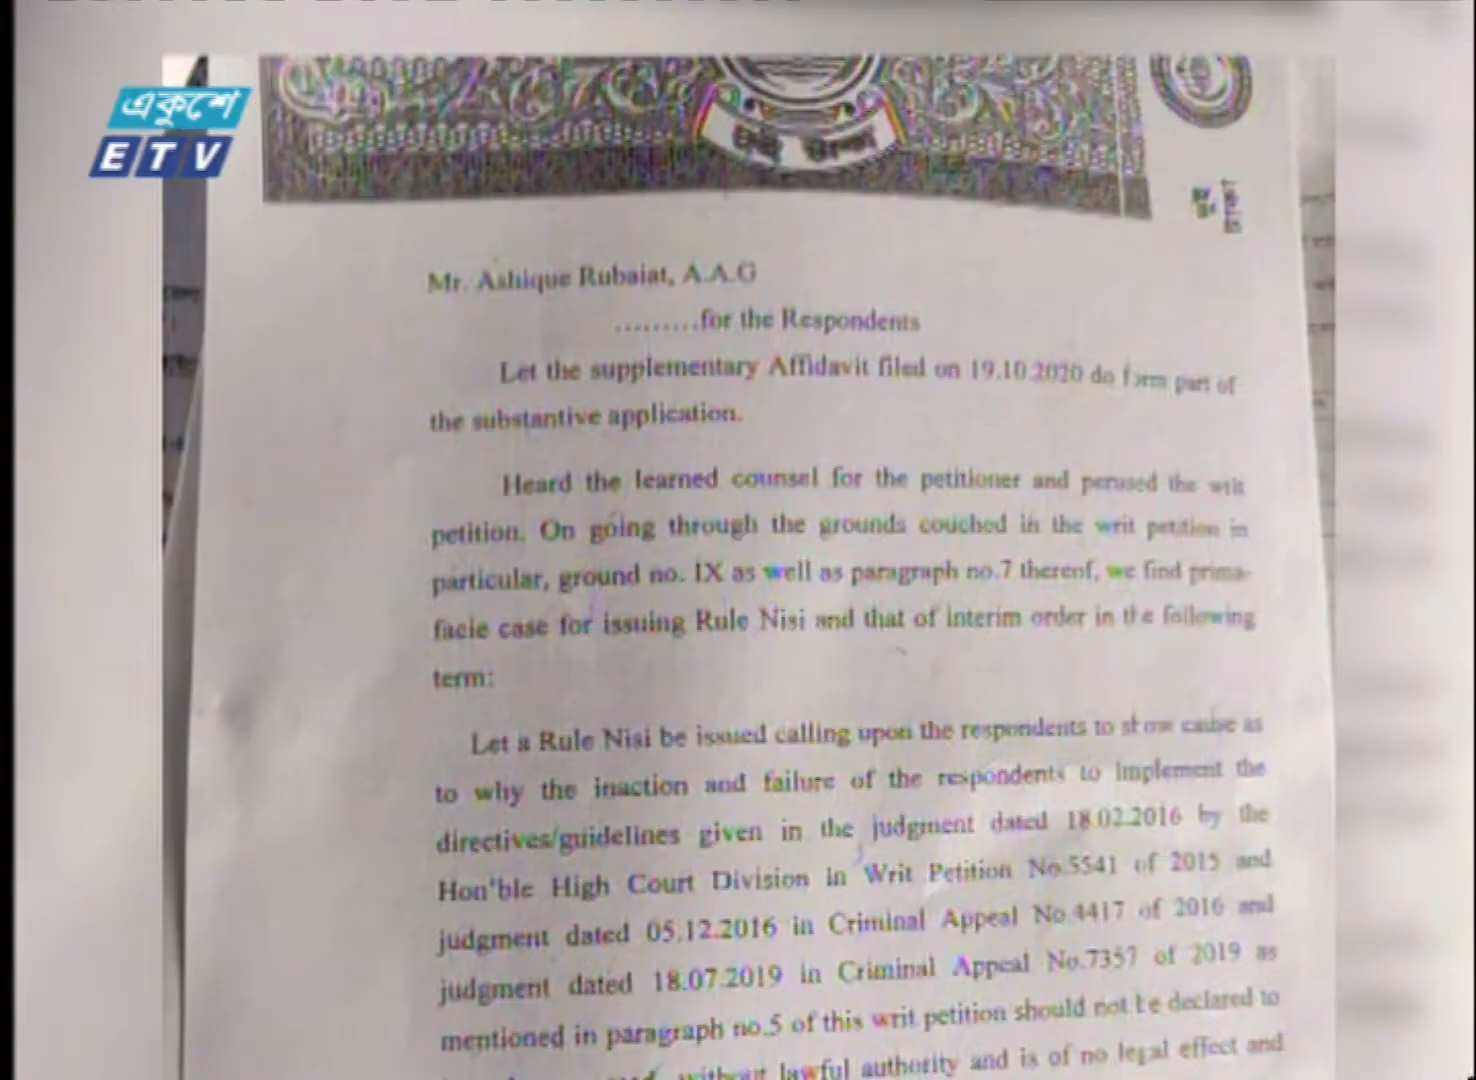 একুশে
ETV
Mr. Ashique Rubaiat, A.A.G
.........for the Respondents
Let the supplementary Affidavit filed on 19.10.2020 do form part of
the substantive application.
Heard the learned counsel for the petitioner and perused the writ
petition. On going through the grounds couched in the writ petition in
particular, ground no. IX as well as paragraph no.7 thereof, we find prima-
facie case for issuing Rule Nisi and that of interim order in the following
term:
Let a Rule Nisi be issued calling upon the respondents to show cause as
to why the inaction and failure of the respondents to implement the
directives/guidelines given in the judgment dated 18.02.2016 by the
Hon'ble High Court Division in Writ Petition No.5541 of 2015 and
judgment dated 05.12.2016 in Criminal Appeal No.4417 of 2016 and
judgment dated 18.07.2019 in Criminal Appeal No.7357 of 2019 as
mentioned in paragraph no.5 of this writ petition should not be declared to
without lawful authority and is of no legal effect and